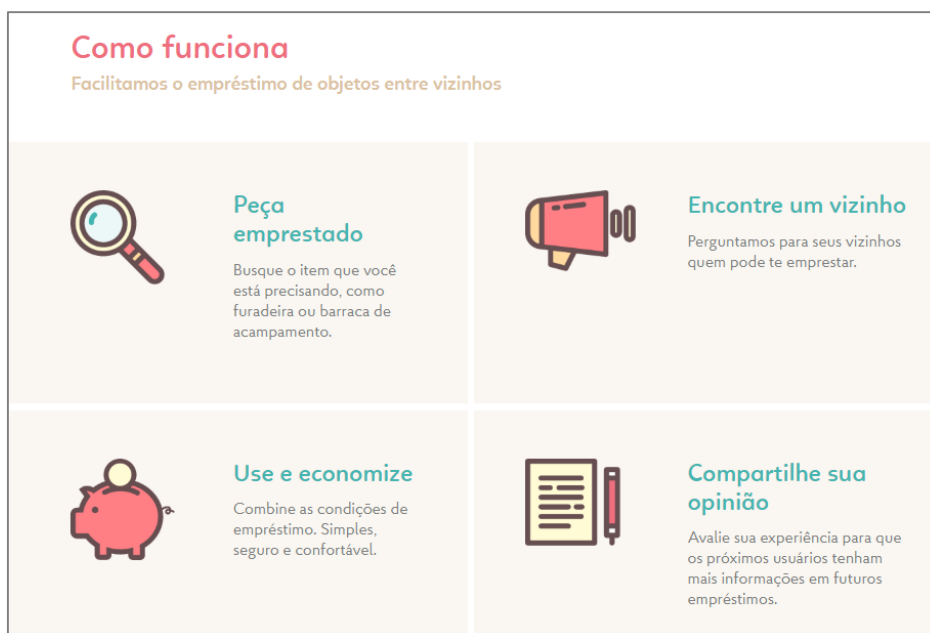 Como funciona
Facilitamos o empréstimo de objetos entre vizinhos
Peça
emprestado
Busque o item que você
está precisando, como
furadeira ou barraca de
acampamento.
Encontre um vizinho
Perguntamos para seus vizinhos
quem pode te emprestar.
Use e economize
Combine as condições de
empréstimo. Simples,
seguro e confortável.
Compartilhe sua
opinião
Avalie sua experiência para que
os próximos usuários tenham
mais informações em futuros
empréstimos.